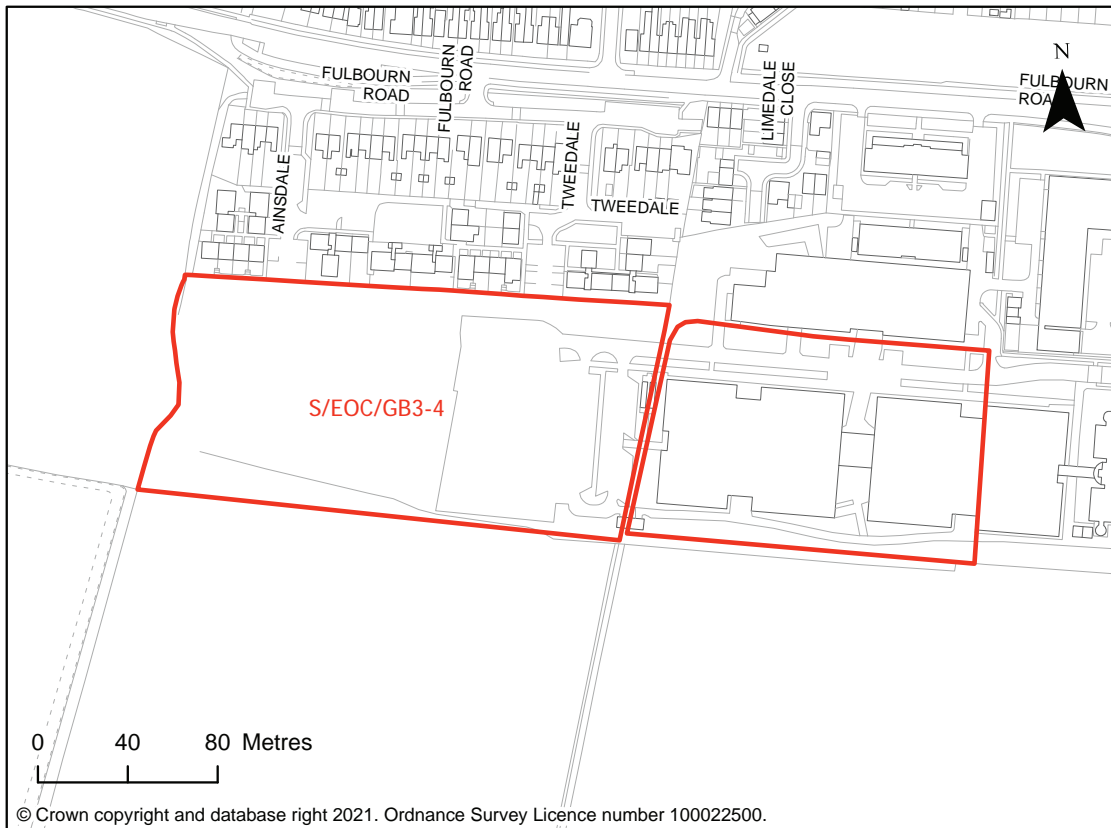 N
FULBOURN
ROAD
FULBOURN
ROAD
LIMEDALE
CLOSE
FULBOURN
AINSDALE
TWEEDALE
TWEEDALE
S/EOC/GB3-4
0 40 80 Metres
© Crown copyright and database right 2021. Ordnance Survey Licence number 100022500.